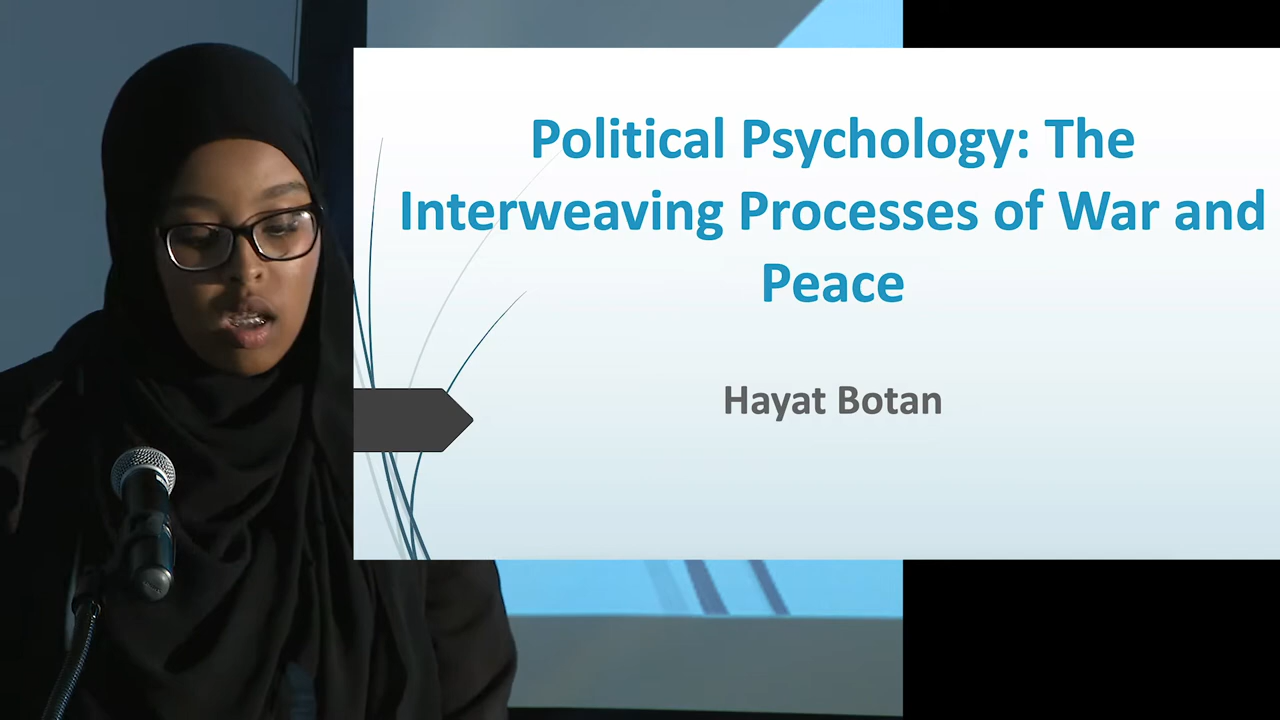 Political Psychology: The
Interweaving Processes of War and
Peace
Hayat Botan